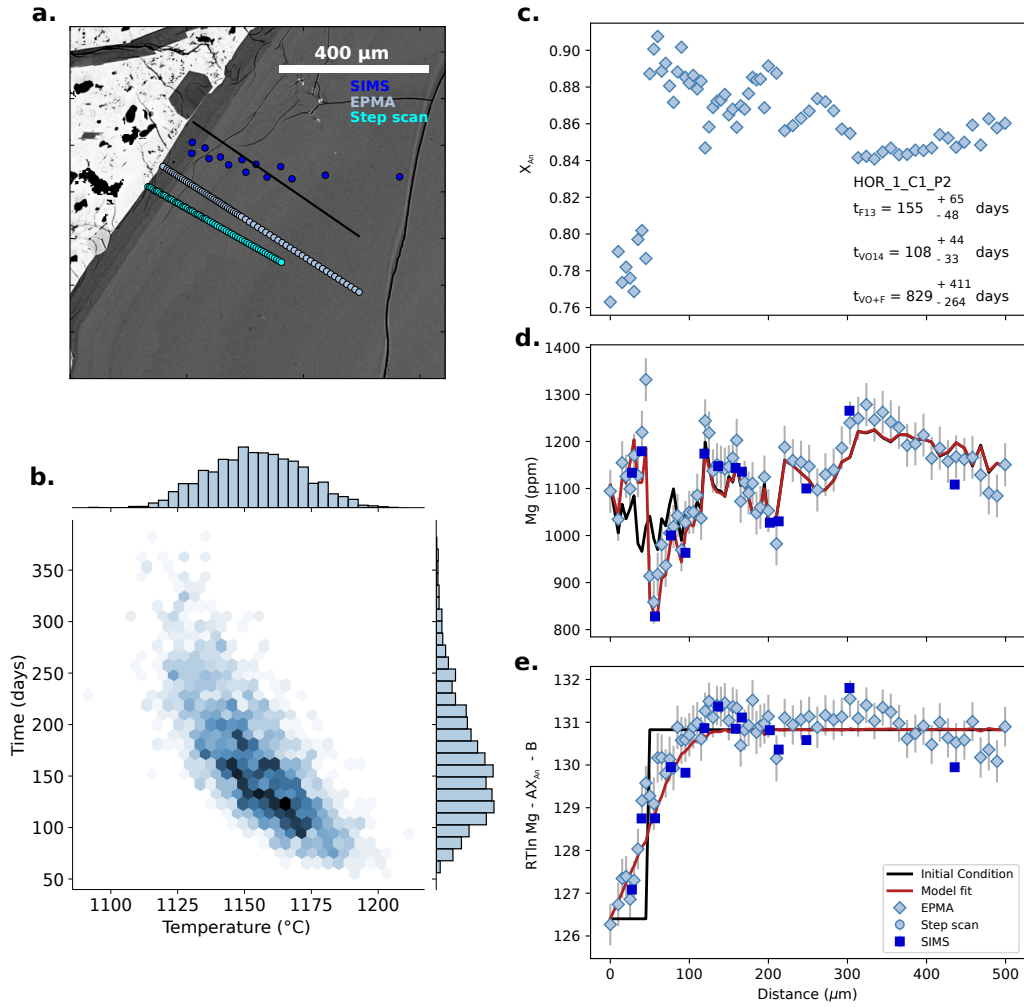 a.
400 μm
SIMS
EPMA
Step scan
b.
350
300
250
200
150
100
50
Time (days)
1100 1125 1150 1175 1200
Temperature (°C)
c.
0.90
0.88
0.86
0.84
0.82
0.80
0.78
0.76
X_An
HOR_1_C1_P2
t_F13 = 155 + 65 - 48 days
t_VO14 = 108 + 44 - 33 days
t_VO+F = 829 + 411 - 264 days
d.
1400
1300
1200
1100
1000
900
800
Mg (ppm)
e.
132
131
130
129
128
127
126
RTln Mg - AX_An - B
Initial Condition
Model fit
EPMA
Step scan
SIMS
0 100 200 300 400 500
Distance (μm)